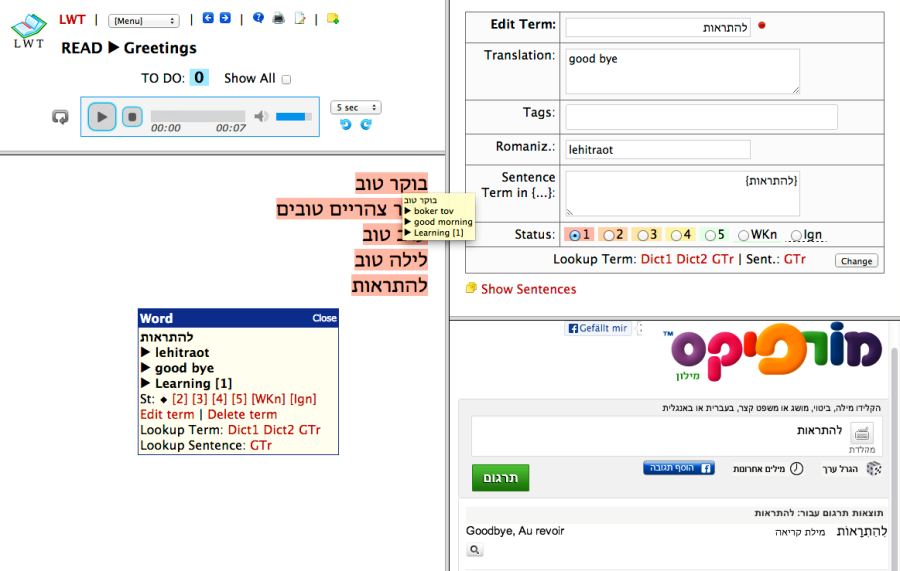 LWT
LWT | [Menu] | |
READ ▶ Greetings
TO DO: 0 Show All
00:00 00:07
5 sec
בוקר טוב
ר צהריים טובים
טוב
לילה טוב
להתראות
בוקר טוב
▶ boker tov
▶ good morning
▶ Learning [1]
Word Close
להתראות
▶ lehitraot
▶ good bye
▶ Learning [1]
St: ◆ [2] [3] [4] [5] [WKn] [Ign]
Edit term | Delete term
Lookup Term: Dict1 Dict2 GTr
Lookup Sentence: GTr
Edit Term: להתראות
Translation: good bye
Tags:
Romaniz.: lehitraot
Sentence
Term in {...}: {להתראות}
Status: 1 2 3 4 5 WKn Ign
Lookup Term: Dict1 Dict2 GTr | Sent.: GTr Change
Show Sentences
Gefällt mir
מורפיקס™
מילון
הקלידו מילה, ביטוי, מושג או משפט קצר, בעברית או באנגלית
להתראות
מקלדת
הגרל ערך מילים אחרונות הוסף תגובה
תרגום
תוצאות תרגום עבור: להתראות
לְהִתְרָאוֹת מילת קריאה Goodbye, Au revoir